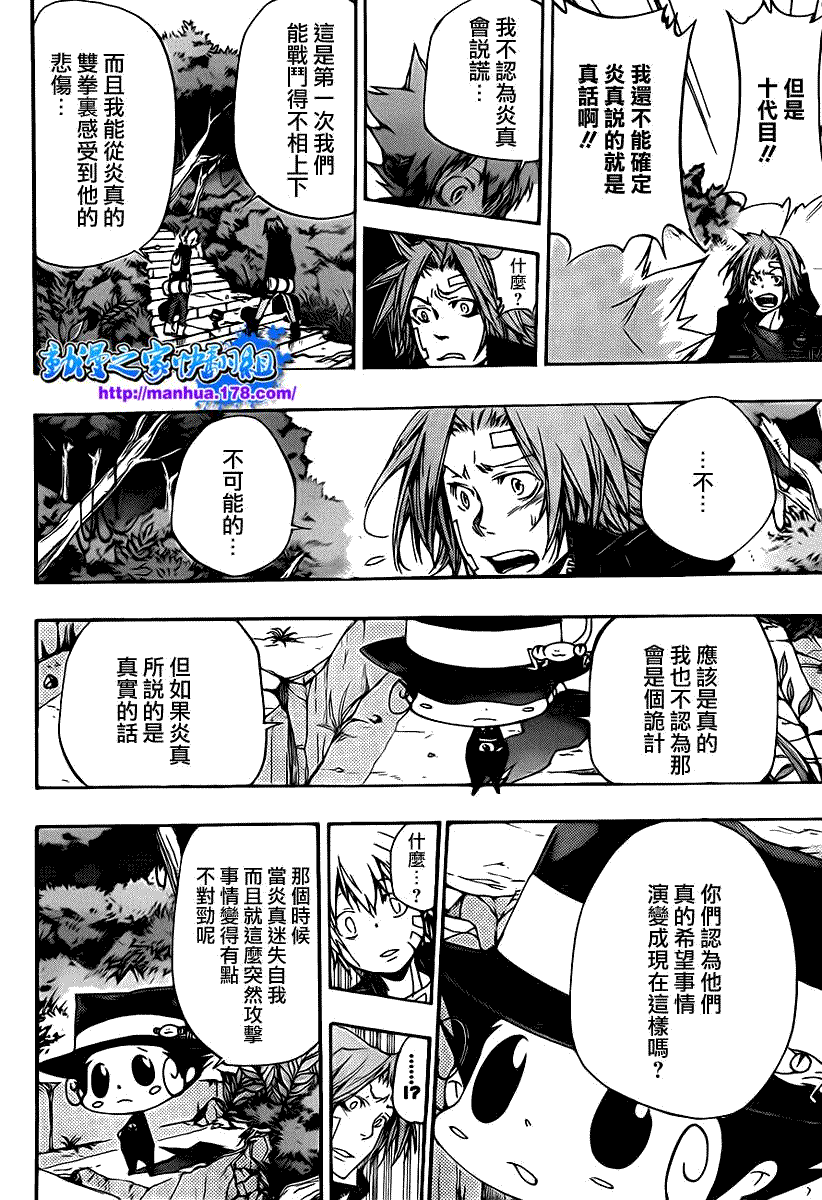 但是
十代目!!
我還不能確定
炎真説的就是
真話啊!!
我不認為炎真
會説謊…
什麼?
這是第一次我們
能戰鬥得不相上下
而且我能從炎真的
雙拳裏感受到他的
悲傷…
動漫之家快翻組
http://manhua.178.com/
…不…
不可能的…
應該是真的
我也不認為那
會是個詭計
但如果炎真
所説的是
真實的話
你們認為他們
真的希望事情
演變成現在這樣嗎?
什麼…?
………!?
那個時候
當炎真迷失自我
而且就這麼突然攻擊
事情變得有點
不對勁呢